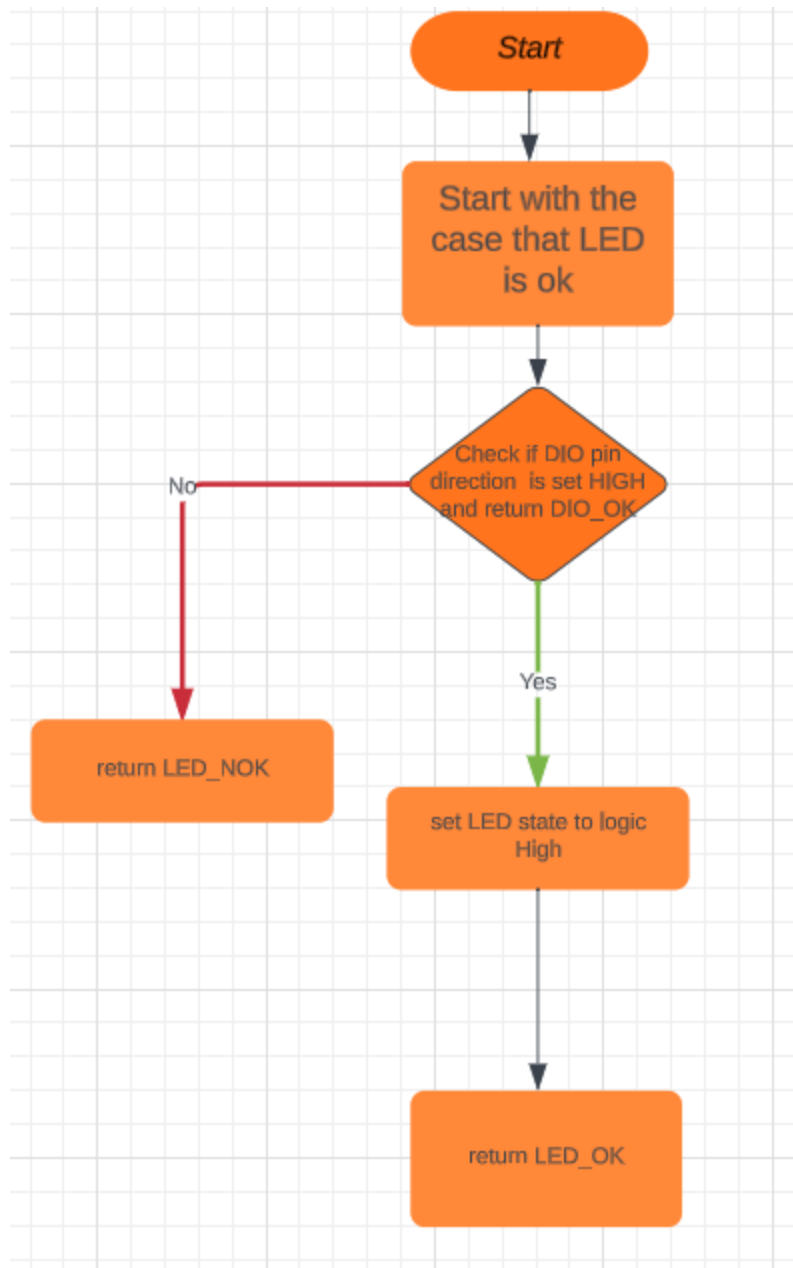 Start
Start with the
case that LED
is ok
Check if DIO pin
direction is set HIGH
and return DIO_OK
No
Yes
return LED_NOK
set LED state to logic
High
return LED_OK